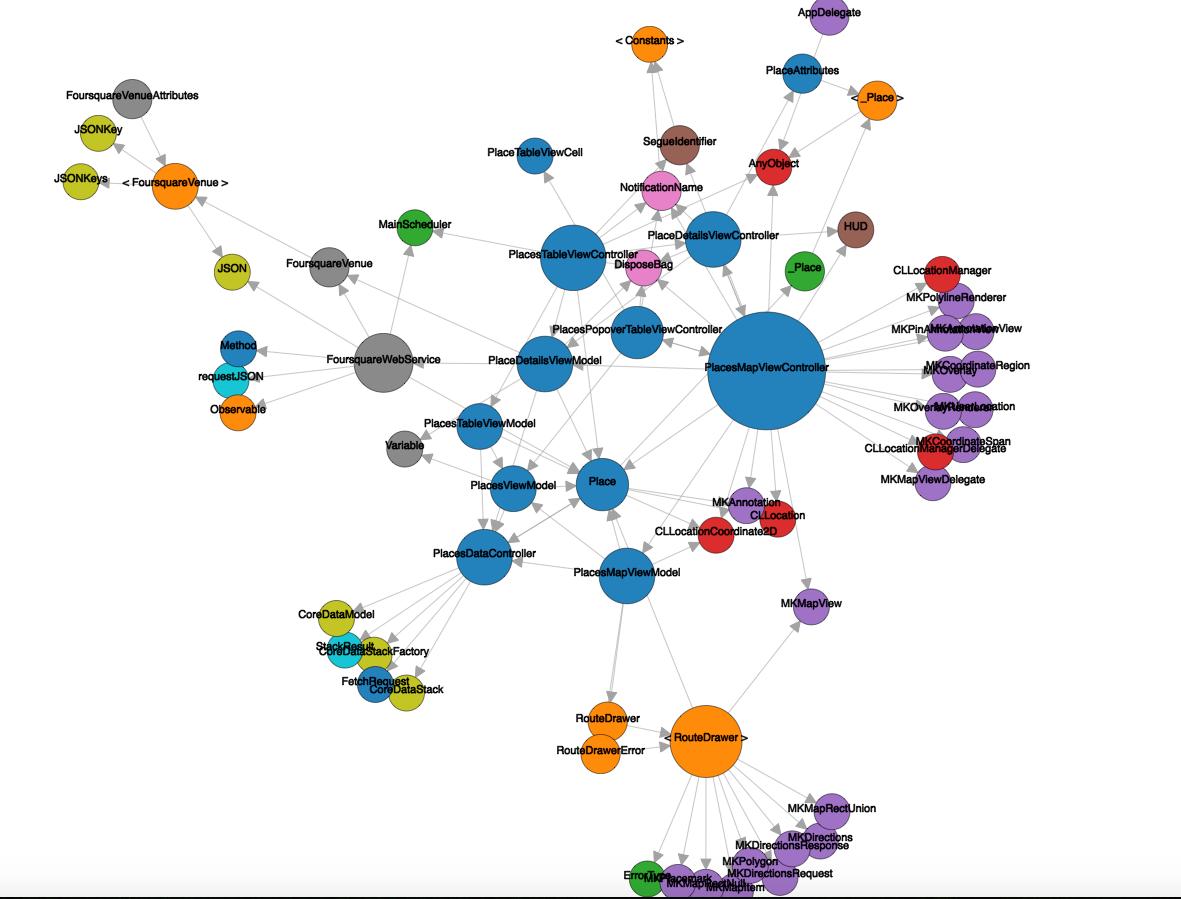 AppDelegate
< Constants >
PlaceAttributes
FoursquareVenueAttributes
< _Place >
JSONKey
SegueIdentifier
PlaceTableViewCell
AnyObject
JSONKeys
< FoursquareVenue >
NotificationName
MainScheduler
HUD
PlaceDetailsViewController
PlacesTableViewController
FoursquareVenue
DisposeBag
_Place
JSON
CLLocationManager
MKPolylineRenderer
PlacesPopoverTableViewController
MKPinAnnotationView
MKAnnotationView
Method
FoursquareWebService
PlaceDetailsViewModel
PlacesMapViewController
MKCoordinateRegion
MKOverlay
requestJSON
Observable
MKOverlayRenderer
MKUserLocation
PlacesTableViewModel
Variable
MKCoordinateSpan
CLLocationManagerDelegate
PlacesViewModel
Place
MKMapViewDelegate
MKAnnotation
CLLocation
CLLocationCoordinate2D
PlacesDataController
PlacesMapViewModel
MKMapView
CoreDataModel
StackResult
CoreDataStackFactory
FetchRequest
CoreDataStack
RouteDrawer
< RouteDrawer >
RouteDrawerError
MKMapRectUnion
MKDirections
MKDirectionsResponse
MKPolygon
MKDirectionsRequest
ErrorType
MKPlacemark
MKMapRectNull
MKMapItem